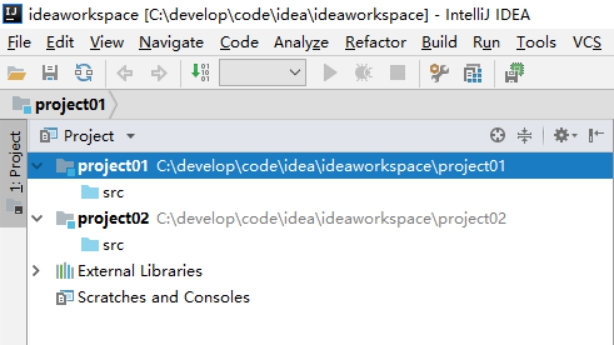 ideaworkspace [C:\develop\code\idea\ideaworkspace] - IntelliJ IDEA
File Edit View Navigate Code Analyze Refactor Build Run Tools VCS
project01
1: Project
Project
project01 C:\develop\code\idea\ideaworkspace\project01
src
project02 C:\develop\code\idea\ideaworkspace\project02
src
External Libraries
Scratches and Consoles